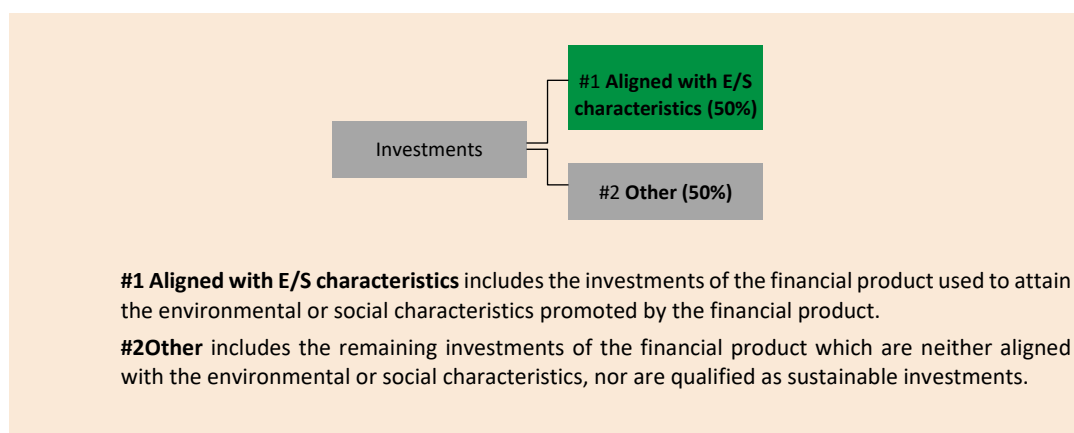 #1 Aligned with E/S
characteristics (50%)
Investments
#2 Other (50%)
#1 Aligned with E/S characteristics includes the investments of the financial product used to attain
the environmental or social characteristics promoted by the financial product.
#2Other includes the remaining investments of the financial product which are neither aligned
with the environmental or social characteristics, nor are qualified as sustainable investments.